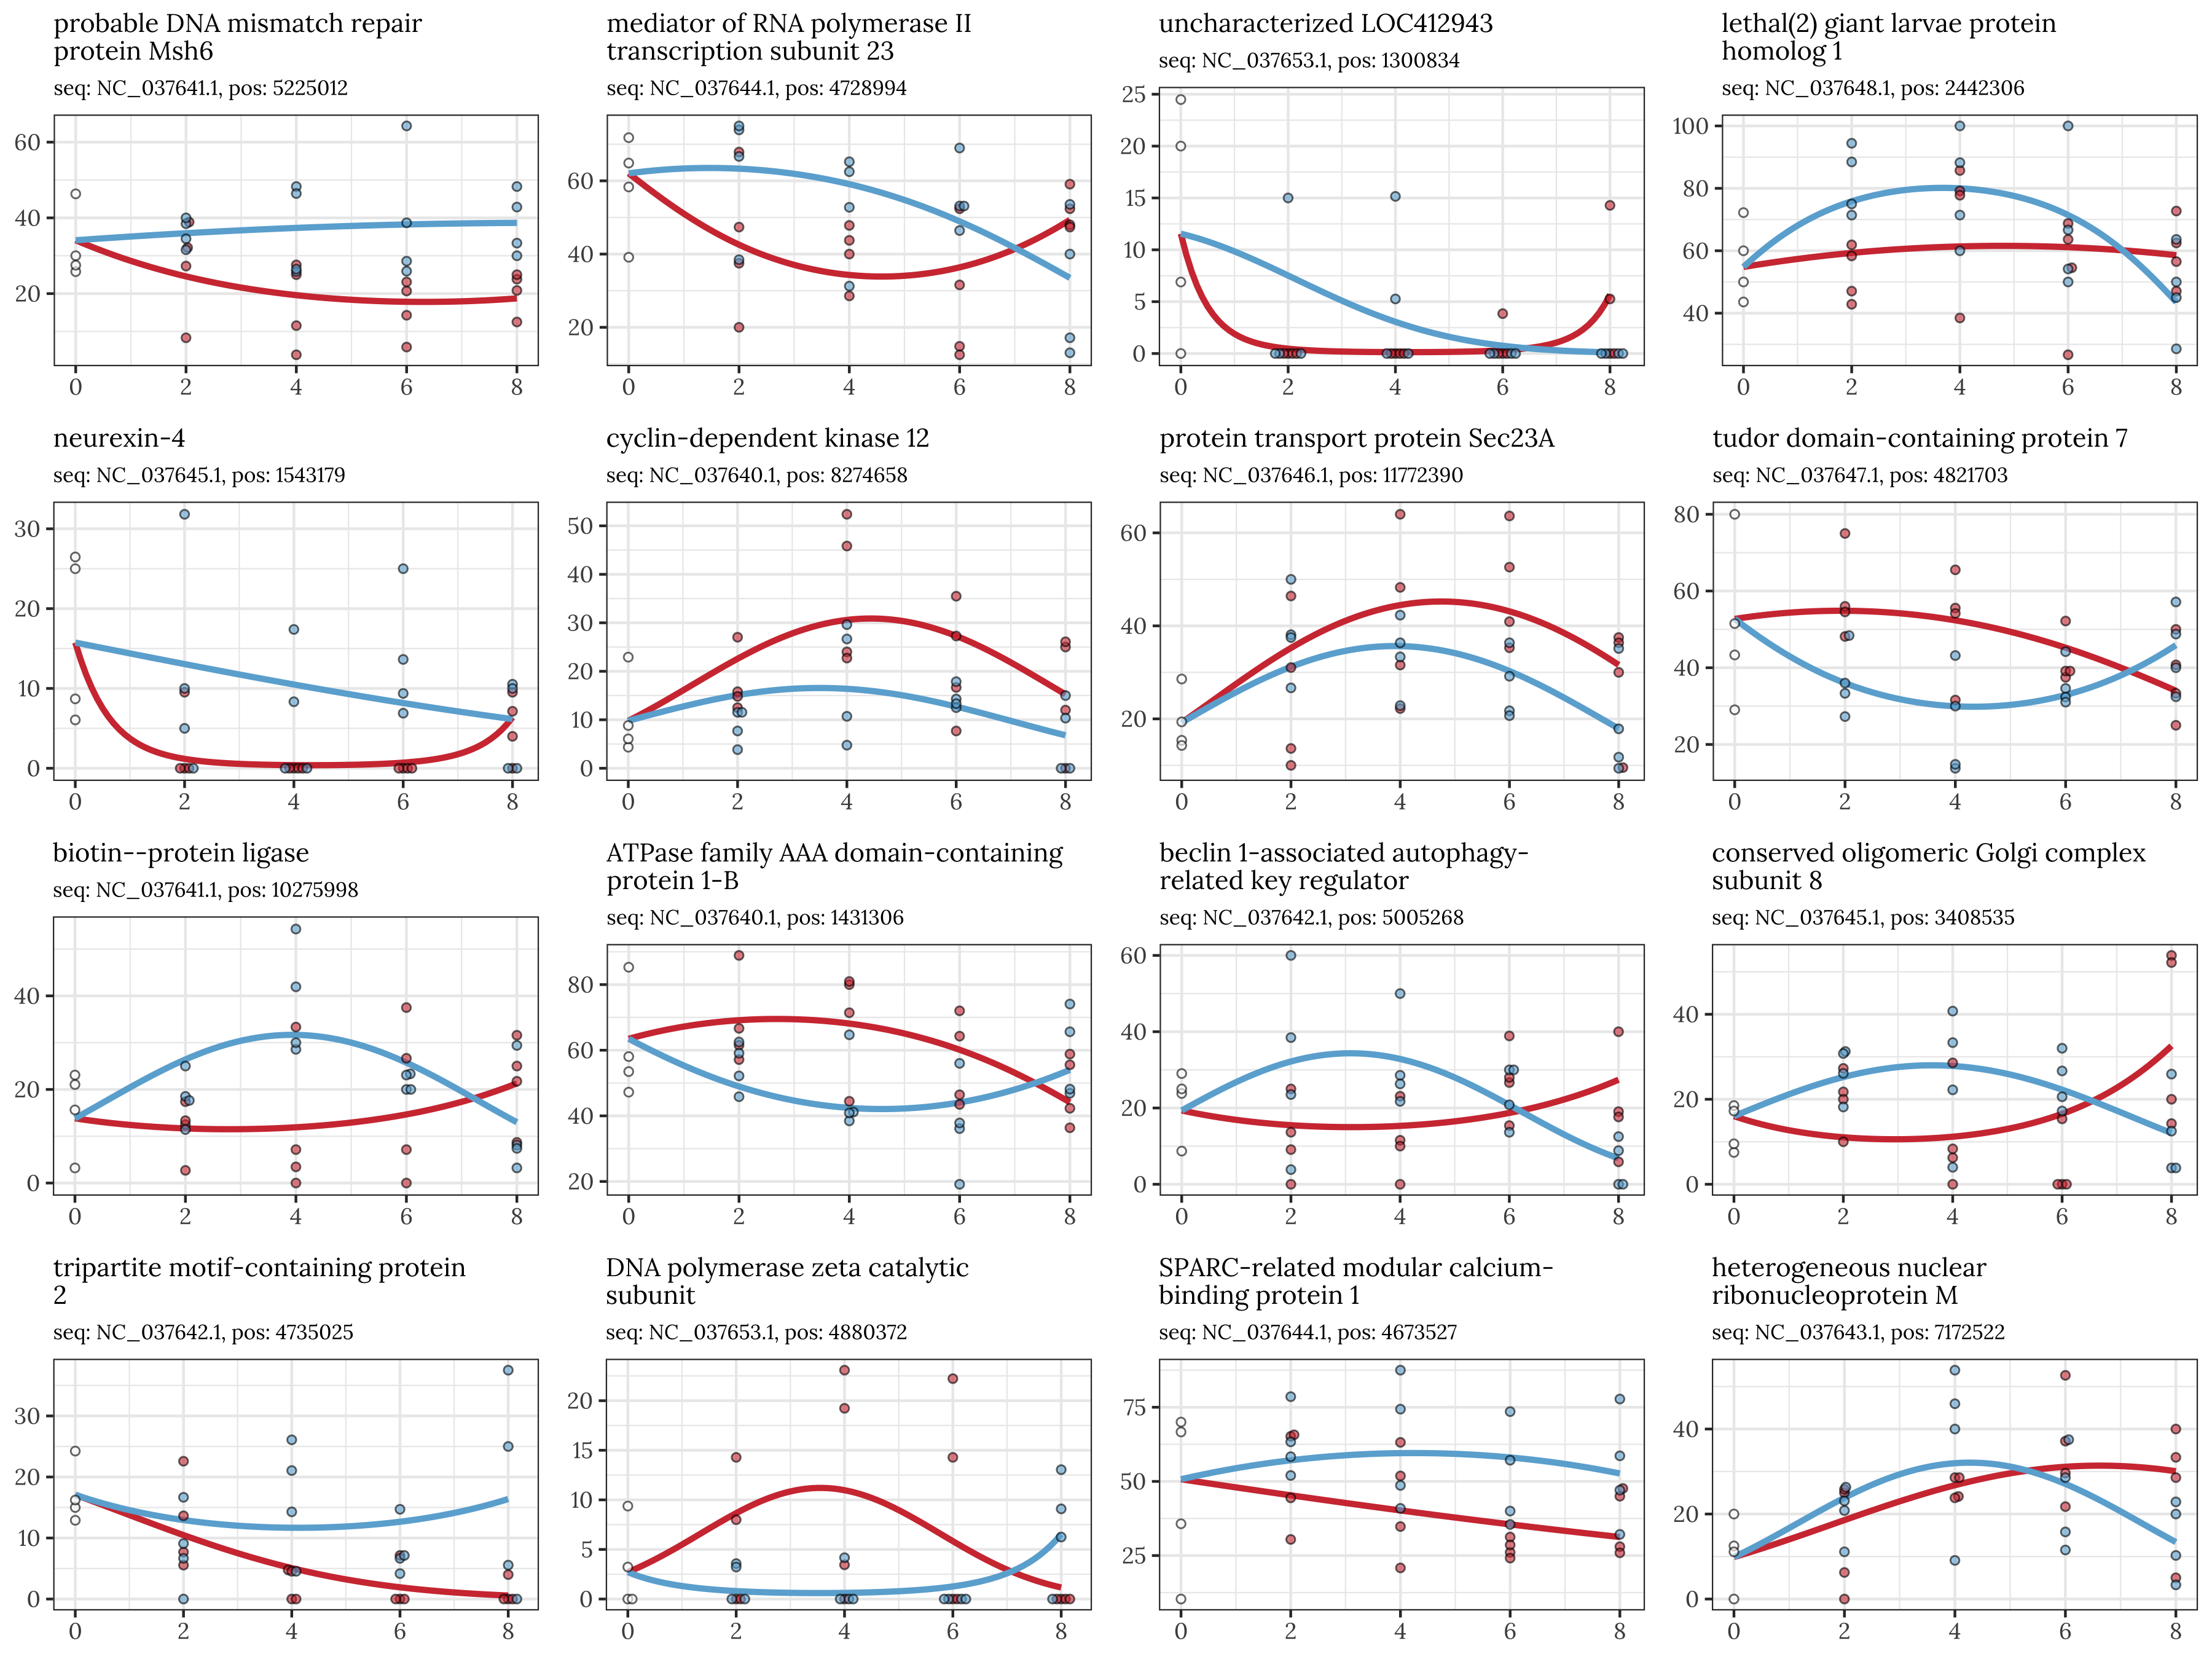 probable DNA mismatch repair
protein Msh6
seq: NC_037641.1, pos: 5225012
60
40
20
0 2 4 6 8
mediator of RNA polymerase II
transcription subunit 23
seq: NC_037644.1, pos: 4728994
60
40
20
0 2 4 6 8
uncharacterized LOC412943
seq: NC_037653.1, pos: 1300834
25
20
15
10
5
0
0 2 4 6 8
lethal(2) giant larvae protein
homolog 1
seq: NC_037648.1, pos: 2442306
100
80
60
40
0 2 4 6 8
neurexin-4
seq: NC_037645.1, pos: 1543179
30
20
10
0
0 2 4 6 8
cyclin-dependent kinase 12
seq: NC_037640.1, pos: 8274658
50
40
30
20
10
0
0 2 4 6 8
protein transport protein Sec23A
seq: NC_037646.1, pos: 11772390
60
40
20
0 2 4 6 8
tudor domain-containing protein 7
seq: NC_037647.1, pos: 4821703
80
60
40
20
0 2 4 6 8
biotin--protein ligase
seq: NC_037641.1, pos: 10275998
40
20
0
0 2 4 6 8
ATPase family AAA domain-containing
protein 1-B
seq: NC_037640.1, pos: 1431306
80
60
40
20
0 2 4 6 8
beclin 1-associated autophagy-
related key regulator
seq: NC_037642.1, pos: 5005268
60
40
20
0
0 2 4 6 8
conserved oligomeric Golgi complex
subunit 8
seq: NC_037645.1, pos: 3408535
40
20
0
0 2 4 6 8
tripartite motif-containing protein
2
seq: NC_037642.1, pos: 4735025
30
20
10
0
0 2 4 6 8
DNA polymerase zeta catalytic
subunit
seq: NC_037653.1, pos: 4880372
20
15
10
5
0
0 2 4 6 8
SPARC-related modular calcium-
binding protein 1
seq: NC_037644.1, pos: 4673527
75
50
25
0 2 4 6 8
heterogeneous nuclear
ribonucleoprotein M
seq: NC_037643.1, pos: 7172522
40
20
0
0 2 4 6 8